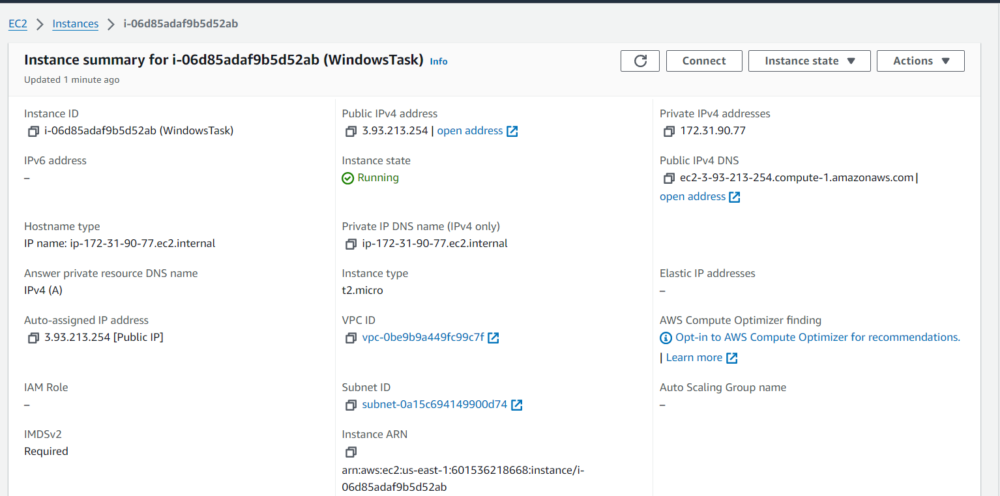 EC2 > Instances > i-06d85adaf9b5d52ab
Instance summary for i-06d85adaf9b5d52ab (WindowsTask) Info
Updated 1 minute ago
Connect
Instance state
Actions
Instance ID
i-06d85adaf9b5d52ab (WindowsTask)
Public IPv4 address
3.93.213.254 | open address
Private IPv4 addresses
172.31.90.77
IPv6 address
–
Instance state
Running
Public IPv4 DNS
ec2-3-93-213-254.compute-1.amazonaws.com |
open address
Hostname type
IP name: ip-172-31-90-77.ec2.internal
Private IP DNS name (IPv4 only)
ip-172-31-90-77.ec2.internal
Answer private resource DNS name
IPv4 (A)
Instance type
t2.micro
Elastic IP addresses
–
Auto-assigned IP address
3.93.213.254 [Public IP]
VPC ID
vpc-0be9b9a449fc99c7f
AWS Compute Optimizer finding
Opt-in to AWS Compute Optimizer for recommendations.
| Learn more
IAM Role
–
Subnet ID
subnet-0a15c694149900d74
Auto Scaling Group name
–
IMDSv2
Required
Instance ARN
arn:aws:ec2:us-east-1:601536218668:instance/i-
06d85adaf9b5d52ab